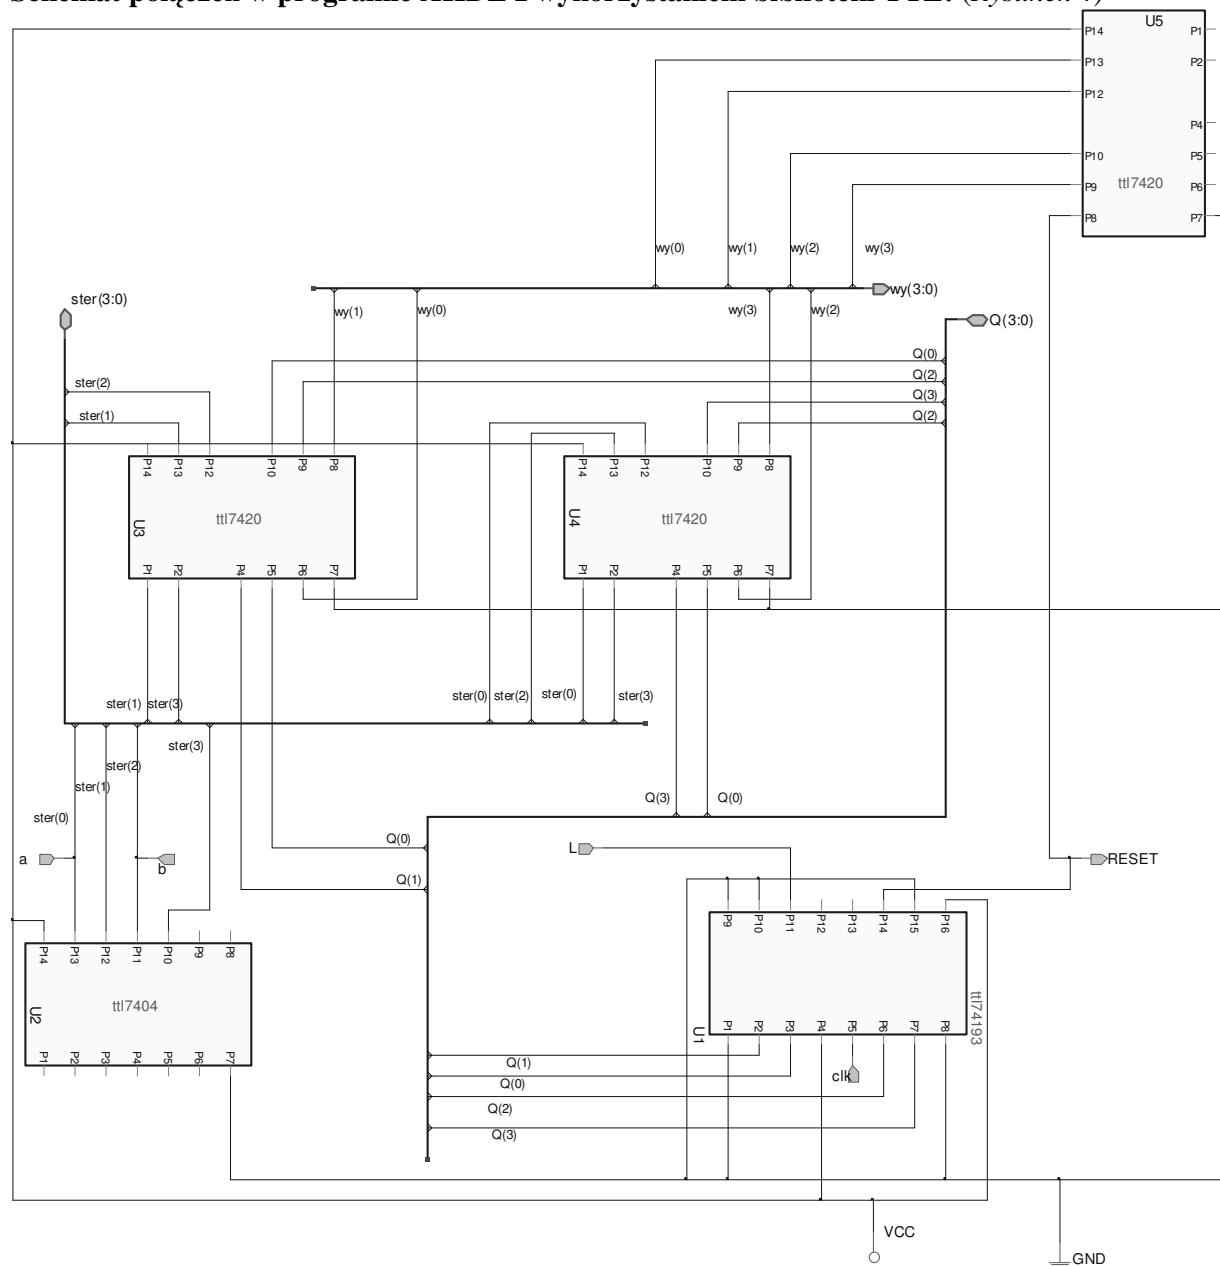 Schemat połączeń w programie AHDL z wykorzystaniem biblioteki TTL: (Rysunek 4)
U5
P14 P1
P13 P2
P12
P4
P10 P5
P9 ttl7420 P6
P8 P7
wy(0) wy(1) wy(2) wy(3)
ster(3:0)
wy(3:0)
wy(1) wy(0) wy(3) wy(2)
Q(3:0)
Q(0)
Q(2)
ster(2)
Q(3)
ster(1)
Q(2)
P14 P13 P12 P10 P9 P8
P14 P13 P12 P10 P9 P8
U3 ttl7420
U4 ttl7420
P1 P2 P4 P5 P6 P7
P1 P2 P4 P5 P6 P7
ster(1) ster(3) ster(0) ster(2) ster(0) ster(3)
ster(3)
ster(2)
ster(1)
Q(3) Q(0)
ster(0)
Q(0)
L
a b
RESET
Q(1)
P9 P10 P11 P12 P13 P14 P15 P16
P14 P13 P12 P11 P10 P9 P8
U2 ttl7404
U1 ttl74193
P1 P2 P3 P4 P5 P6 P7 P8
P1 P2 P3 P4 P5 P6 P7
Q(1)
clk
Q(0)
Q(2)
Q(3)
VCC
GND